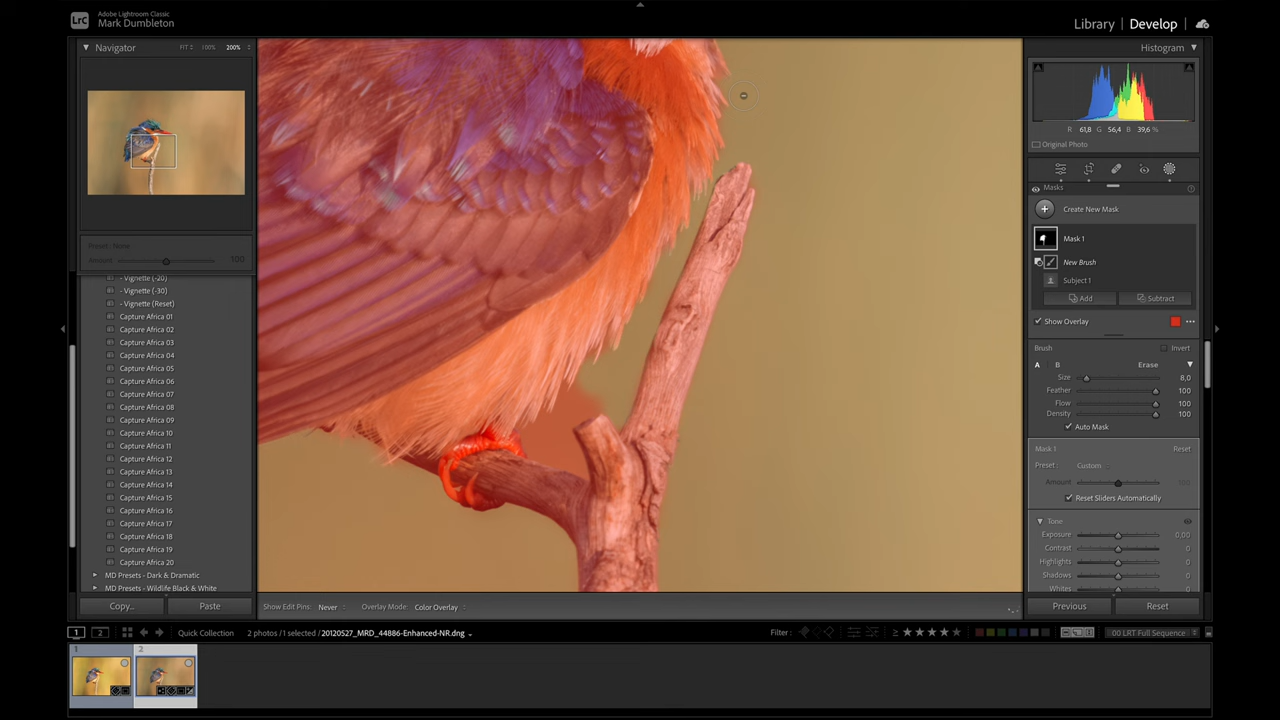 LrC
Adobe Lightroom Classic
Mark Dumbleton
Library | Develop |
Navigator
FIT
100%
200%
Histogram
R 61,8 G 56,4 B 39,6 %
Original Photo
Masks
Create New Mask
Mask 1
New Brush
Subject 1
Add
Subtract
Show Overlay
Brush
Invert
A B Erase
Size 8,0
Feather 100
Flow 100
Density 100
Auto Mask
Mask 1
Reset
Preset : Custom
Amount 100
Reset Sliders Automatically
Tone
Exposure 0,00
Contrast 0
Highlights 0
Shadows 0
Whites 0
Previous
Reset
Preset: None
Amount 100
- Vignette (-20)
- Vignette (-30)
- Vignette (Reset)
Capture Africa 01
Capture Africa 02
Capture Africa 03
Capture Africa 04
Capture Africa 05
Capture Africa 06
Capture Africa 07
Capture Africa 08
Capture Africa 09
Capture Africa 10
Capture Africa 11
Capture Africa 12
Capture Africa 13
Capture Africa 14
Capture Africa 15
Capture Africa 16
Capture Africa 17
Capture Africa 18
Capture Africa 19
Capture Africa 20
MD Presets - Dark & Dramatic
MD Presets - Wildlife Black & White
Copy...
Paste
Show Edit Pins: Never
Overlay Mode: Color Overlay
1 2
Quick Collection
2 photos / 1 selected / 20120527_MRD_44886-Enhanced-NR.dng
Filter :
≥ ★★★★★
00 LRT Full Sequence
1
2